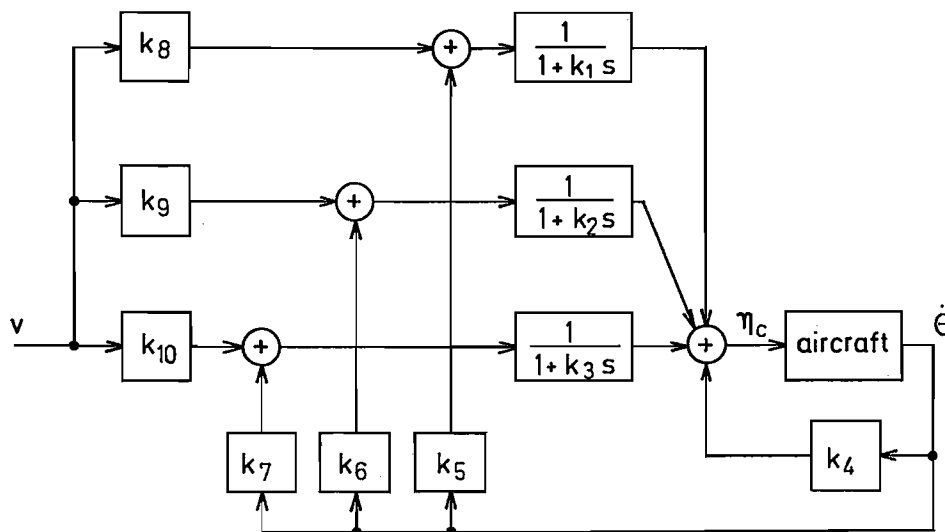 k8
+
1
1+k1 s
k9
+
1
1+k2 s
v
k10
+
1
1+k3 s
+
ηc
aircraft
k7
k6
k5
k4